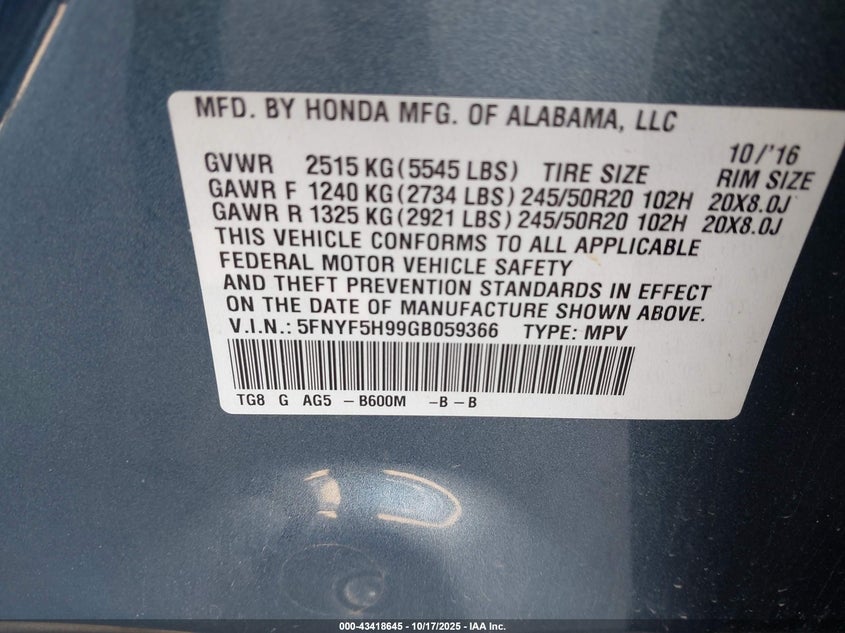 MFD. BY HONDA MFG. OF ALABAMA, LLC
10/'16
GVWR 2515 KG (5545 LBS) TIRE SIZE RIM SIZE
GAWR F 1240 KG (2734 LBS) 245/50R20 102H 20X8.0J
GAWR R 1325 KG (2921 LBS) 245/50R20 102H 20X8.0J
THIS VEHICLE CONFORMS TO ALL APPLICABLE
FEDERAL MOTOR VEHICLE SAFETY
AND THEFT PREVENTION STANDARDS IN EFFECT
ON THE DATE OF MANUFACTURE SHOWN ABOVE.
V.I.N.: 5FNYF5H99GB059366 TYPE: MPV
TG8 G AG5 – B600M –B – B
000-43418645 - 10/17/2025 - IAA Inc.